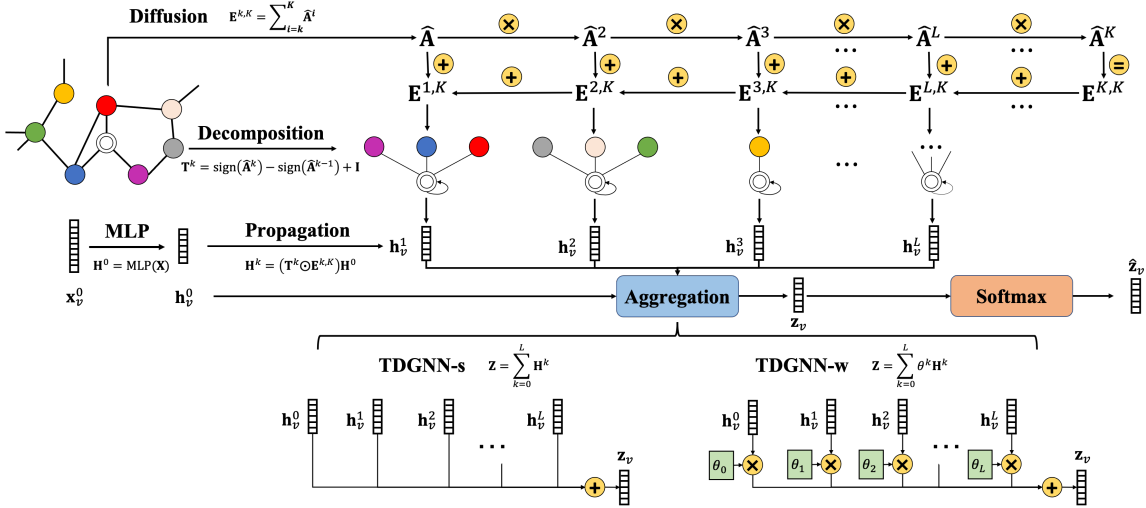 Diffusion E^{k,K} = ∑_{i=k}^{K} Â^i
Â × Â^2 × Â^3 × ... Â^L × ... Â^K
+ + + + =
E^{1,K} + E^{2,K} + E^{3,K} + ... E^{L,K} + ... E^{K,K}
Decomposition
T^k = sign(Â^k) − sign(Â^{k−1}) + I
... ...
MLP
H^0 = MLP(X)
x_v^0
h_v^0
Propagation
H^k = (T^k⊙E^{k,K})H^0
h_v^1 h_v^2 h_v^3 h_v^L
Aggregation
z_v
Softmax
ẑ_v
TDGNN-s Z = ∑_{k=0}^{L} H^k
h_v^0 h_v^1 h_v^2 ... h_v^L
+ z_v
TDGNN-w Z = ∑_{k=0}^{L} θ^k H^k
h_v^0 h_v^1 h_v^2 ... h_v^L
θ_0 × θ_1 × θ_2 × θ_L ×
+ z_v